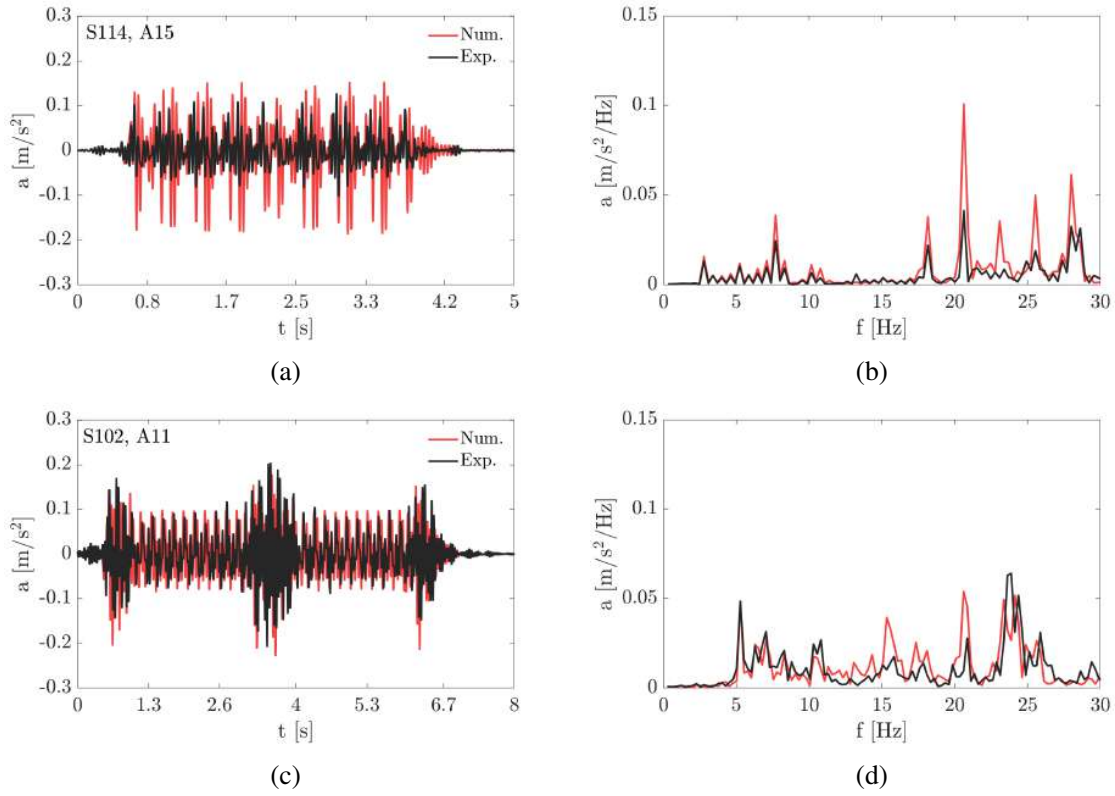 S114, A15
Num.
Exp.
0.3
0.2
0.1
0
-0.1
-0.2
-0.3
a [m/s²]
0 0.8 1.7 2.5 3.3 4.2 5
t [s]
(a)
0.15
0.1
0.05
0
a [m/s²/Hz]
0 5 10 15 20 25 30
f [Hz]
(b)
S102, A11
Num.
Exp.
0.3
0.2
0.1
0
-0.1
-0.2
-0.3
a [m/s²]
0 1.3 2.6 4 5.3 6.7 8
t [s]
(c)
0.15
0.1
0.05
0
a [m/s²/Hz]
0 5 10 15 20 25 30
f [Hz]
(d)